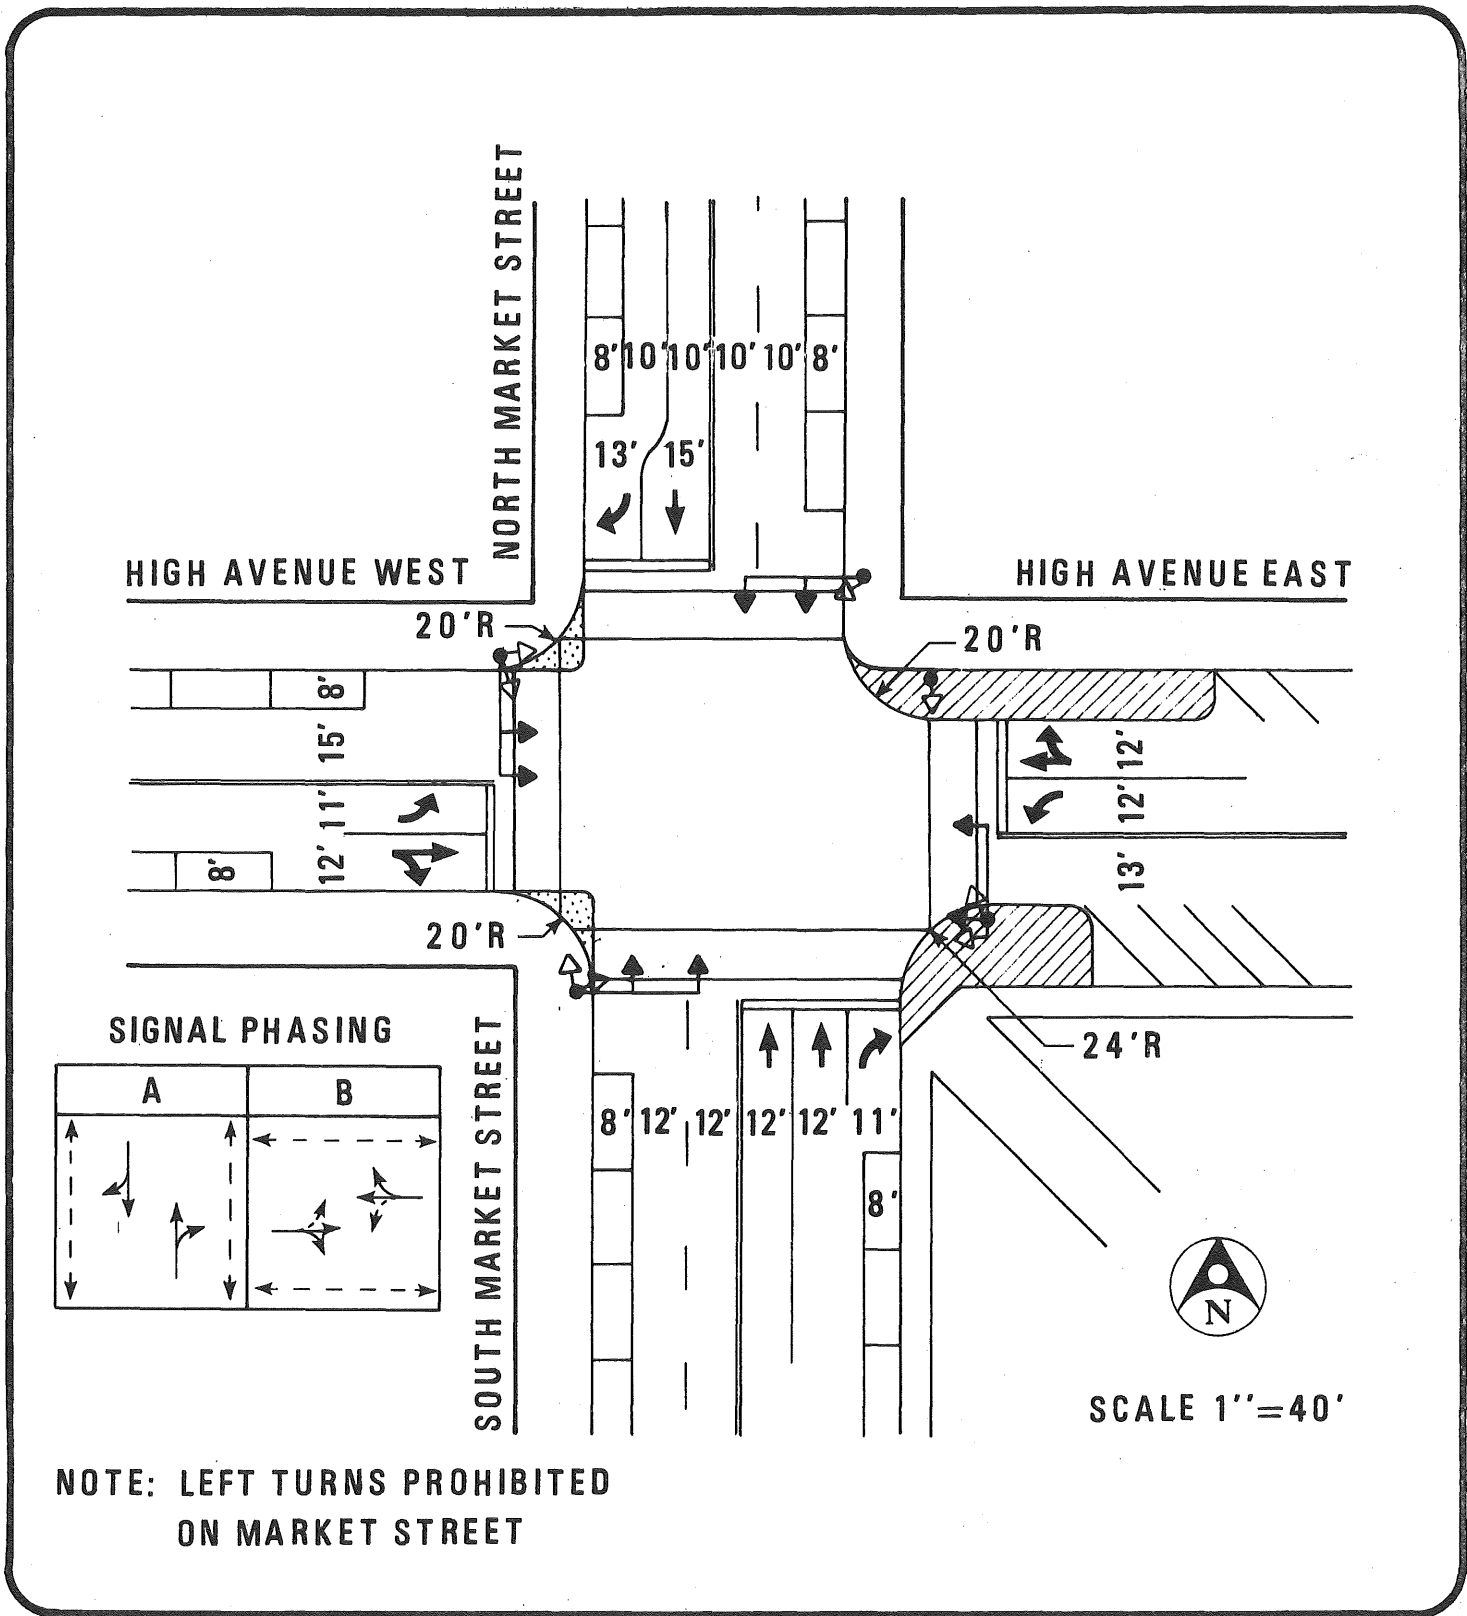 NORTH MARKET STREET
8' 10' 10' 10' 10' 8'
13' 15'
HIGH AVENUE WEST
HIGH AVENUE EAST
20'R
20'R
8'
15'
11'
12'
8'
12'
12'
13'
20'R
24'R
SIGNAL PHASING
A B
SOUTH MARKET STREET
8' 12' 12' 12' 12' 11'
8'
N
SCALE 1"=40'
NOTE: LEFT TURNS PROHIBITED
ON MARKET STREET